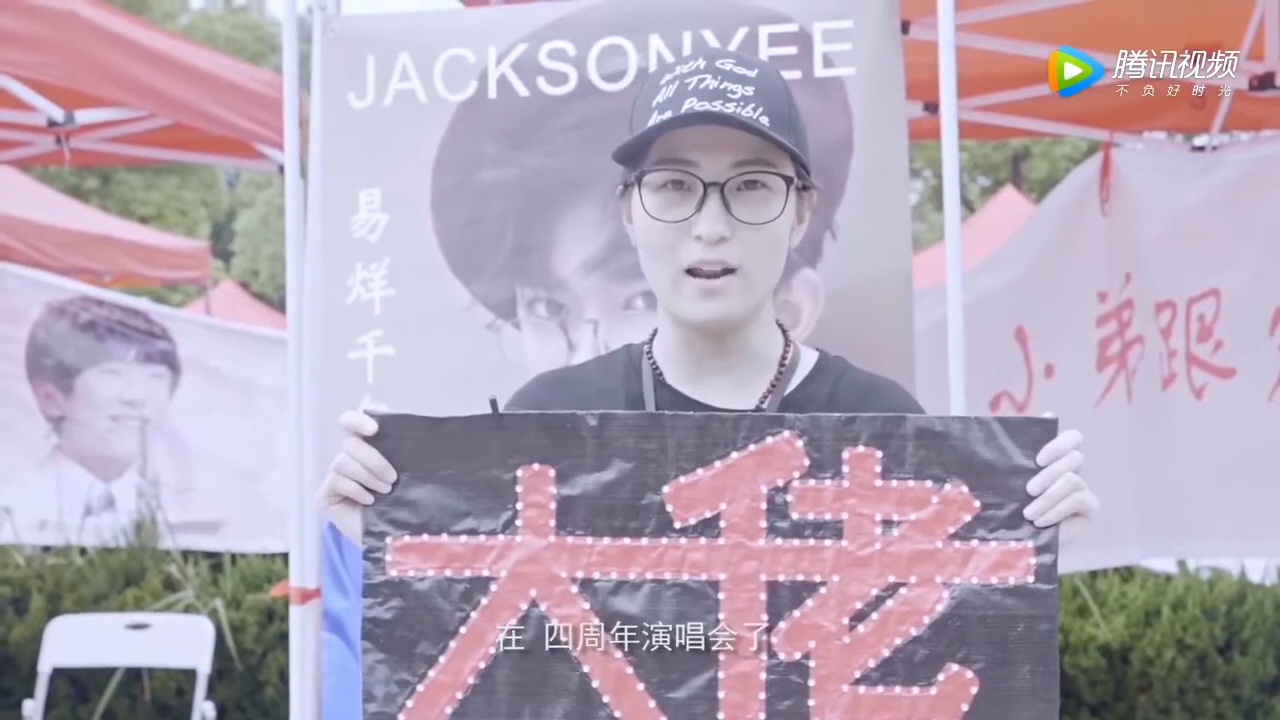 JACKSONYEE
易烊千
with God
All Things
Are Possible
腾讯视频
不负好时光
小弟跟
大佬
在 四周年演唱会了